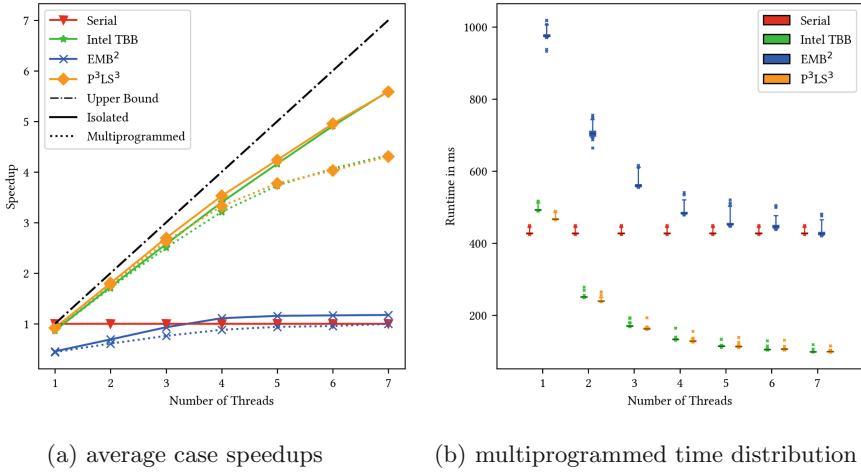 7
6
5
4
3
2
1
Speedup
Serial
Intel TBB
EMB²
P³LS³
Upper Bound
Isolated
Multiprogrammed
1 2 3 4 5 6 7
Number of Threads
(a) average case speedups
1000
800
600
400
200
Runtime in ms
Serial
Intel TBB
EMB²
P³LS³
1 2 3 4 5 6 7
Number of Threads
(b) multiprogrammed time distribution